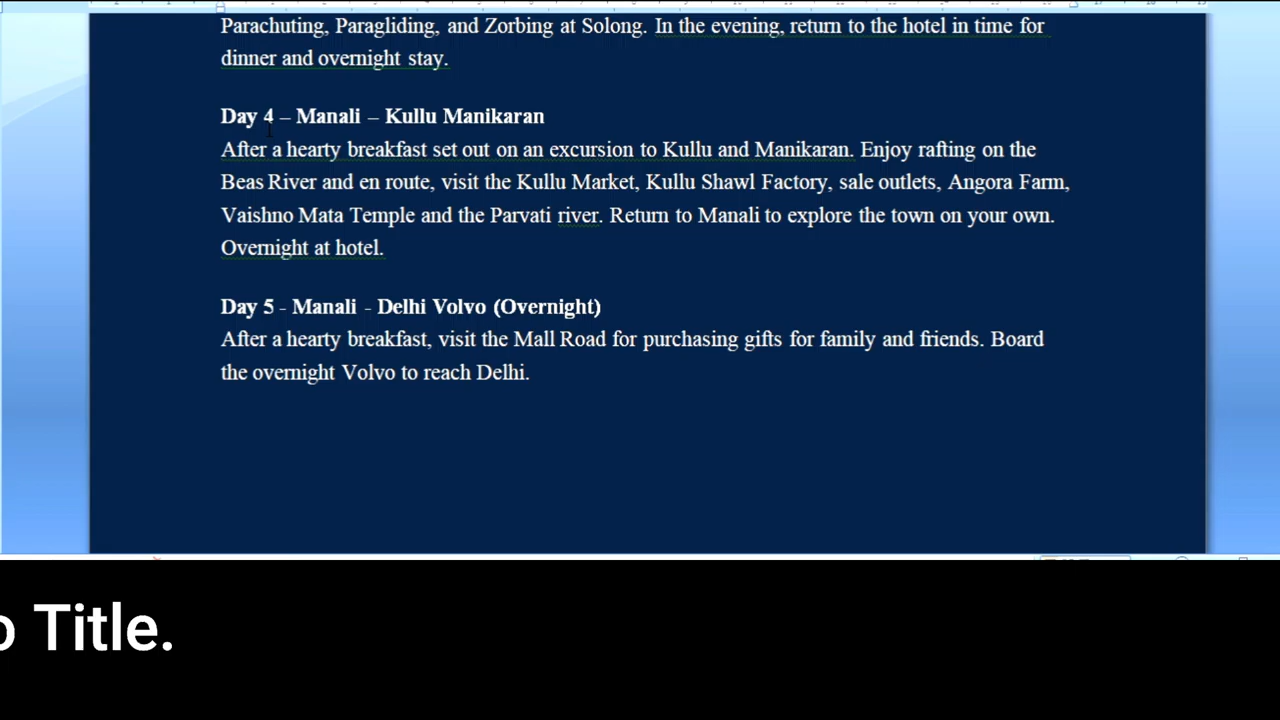 Parachuting, Paragliding, and Zorbing at Solong. In the evening, return to the hotel in time for
dinner and overnight stay.
Day 4 – Manali – Kullu Manikaran
After a hearty breakfast set out on an excursion to Kullu and Manikaran. Enjoy rafting on the
Beas River and en route, visit the Kullu Market, Kullu Shawl Factory, sale outlets, Angora Farm,
Vaishno Mata Temple and the Parvati river. Return to Manali to explore the town on your own.
Overnight at hotel.
Day 5 - Manali - Delhi Volvo (Overnight)
After a hearty breakfast, visit the Mall Road for purchasing gifts for family and friends. Board
the overnight Volvo to reach Delhi.
Title.